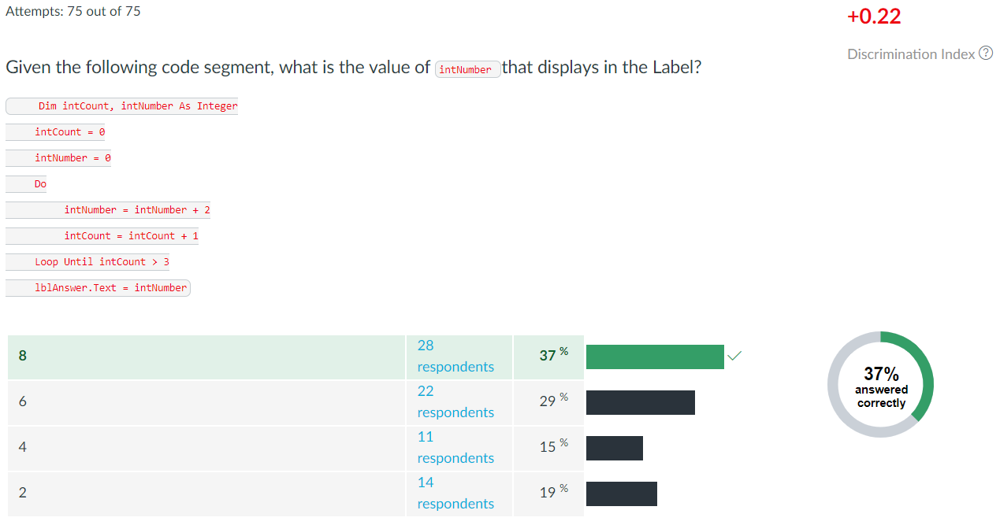 Attempts: 75 out of 75
+0.22
Discrimination Index ?
Given the following code segment, what is the value of intNumber that displays in the Label?
Dim intCount, intNumber As Integer
intCount = 0
intNumber = 0
Do
intNumber = intNumber + 2
intCount = intCount + 1
Loop Until intCount > 3
lblAnswer.Text = intNumber
8
28 respondents
37 %
6
22 respondents
29 %
4
11 respondents
15 %
2
14 respondents
19 %
37%
answered
correctly